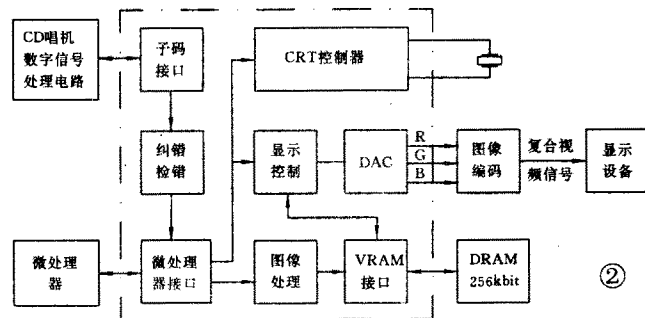 CD唱机
数字信号
处理电路
子码
接口
CRT控制器
纠错
检错
显示
控制
DAC
R
G
B
图像
编码
复合视
频信号
显示
设备
微处理
器
微处理
器接口
图像
处理
VRAM
接口
DRAM
256kbit
②